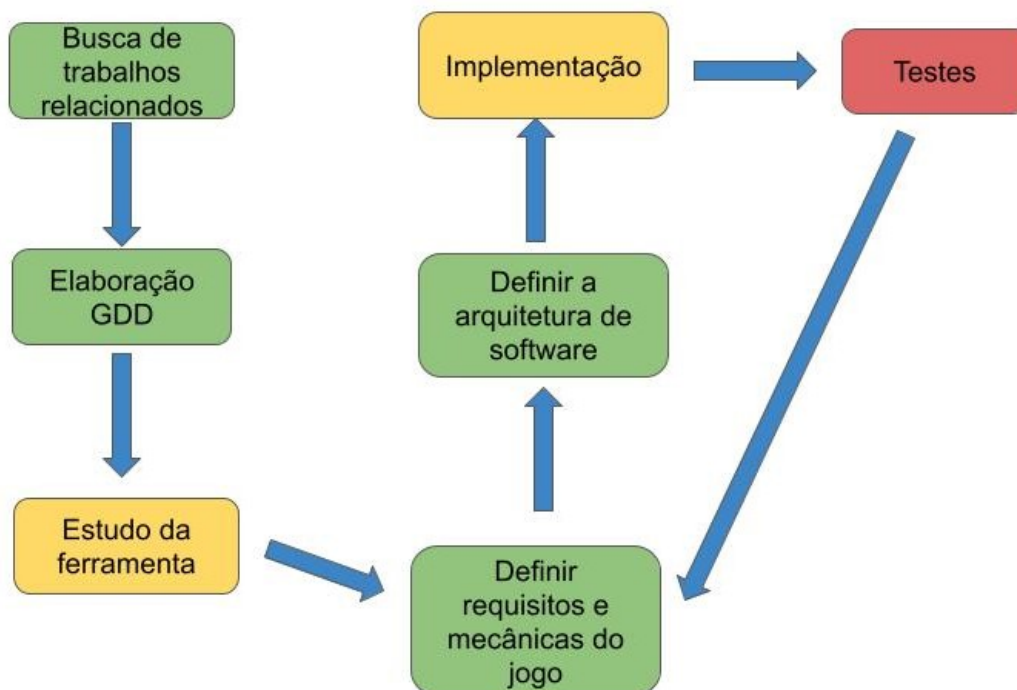 Busca de
trabalhos
relacionados
Elaboração
GDD
Estudo da
ferramenta
Definir
requisitos e
mecânicas do
jogo
Definir a
arquitetura de
software
Implementação
Testes